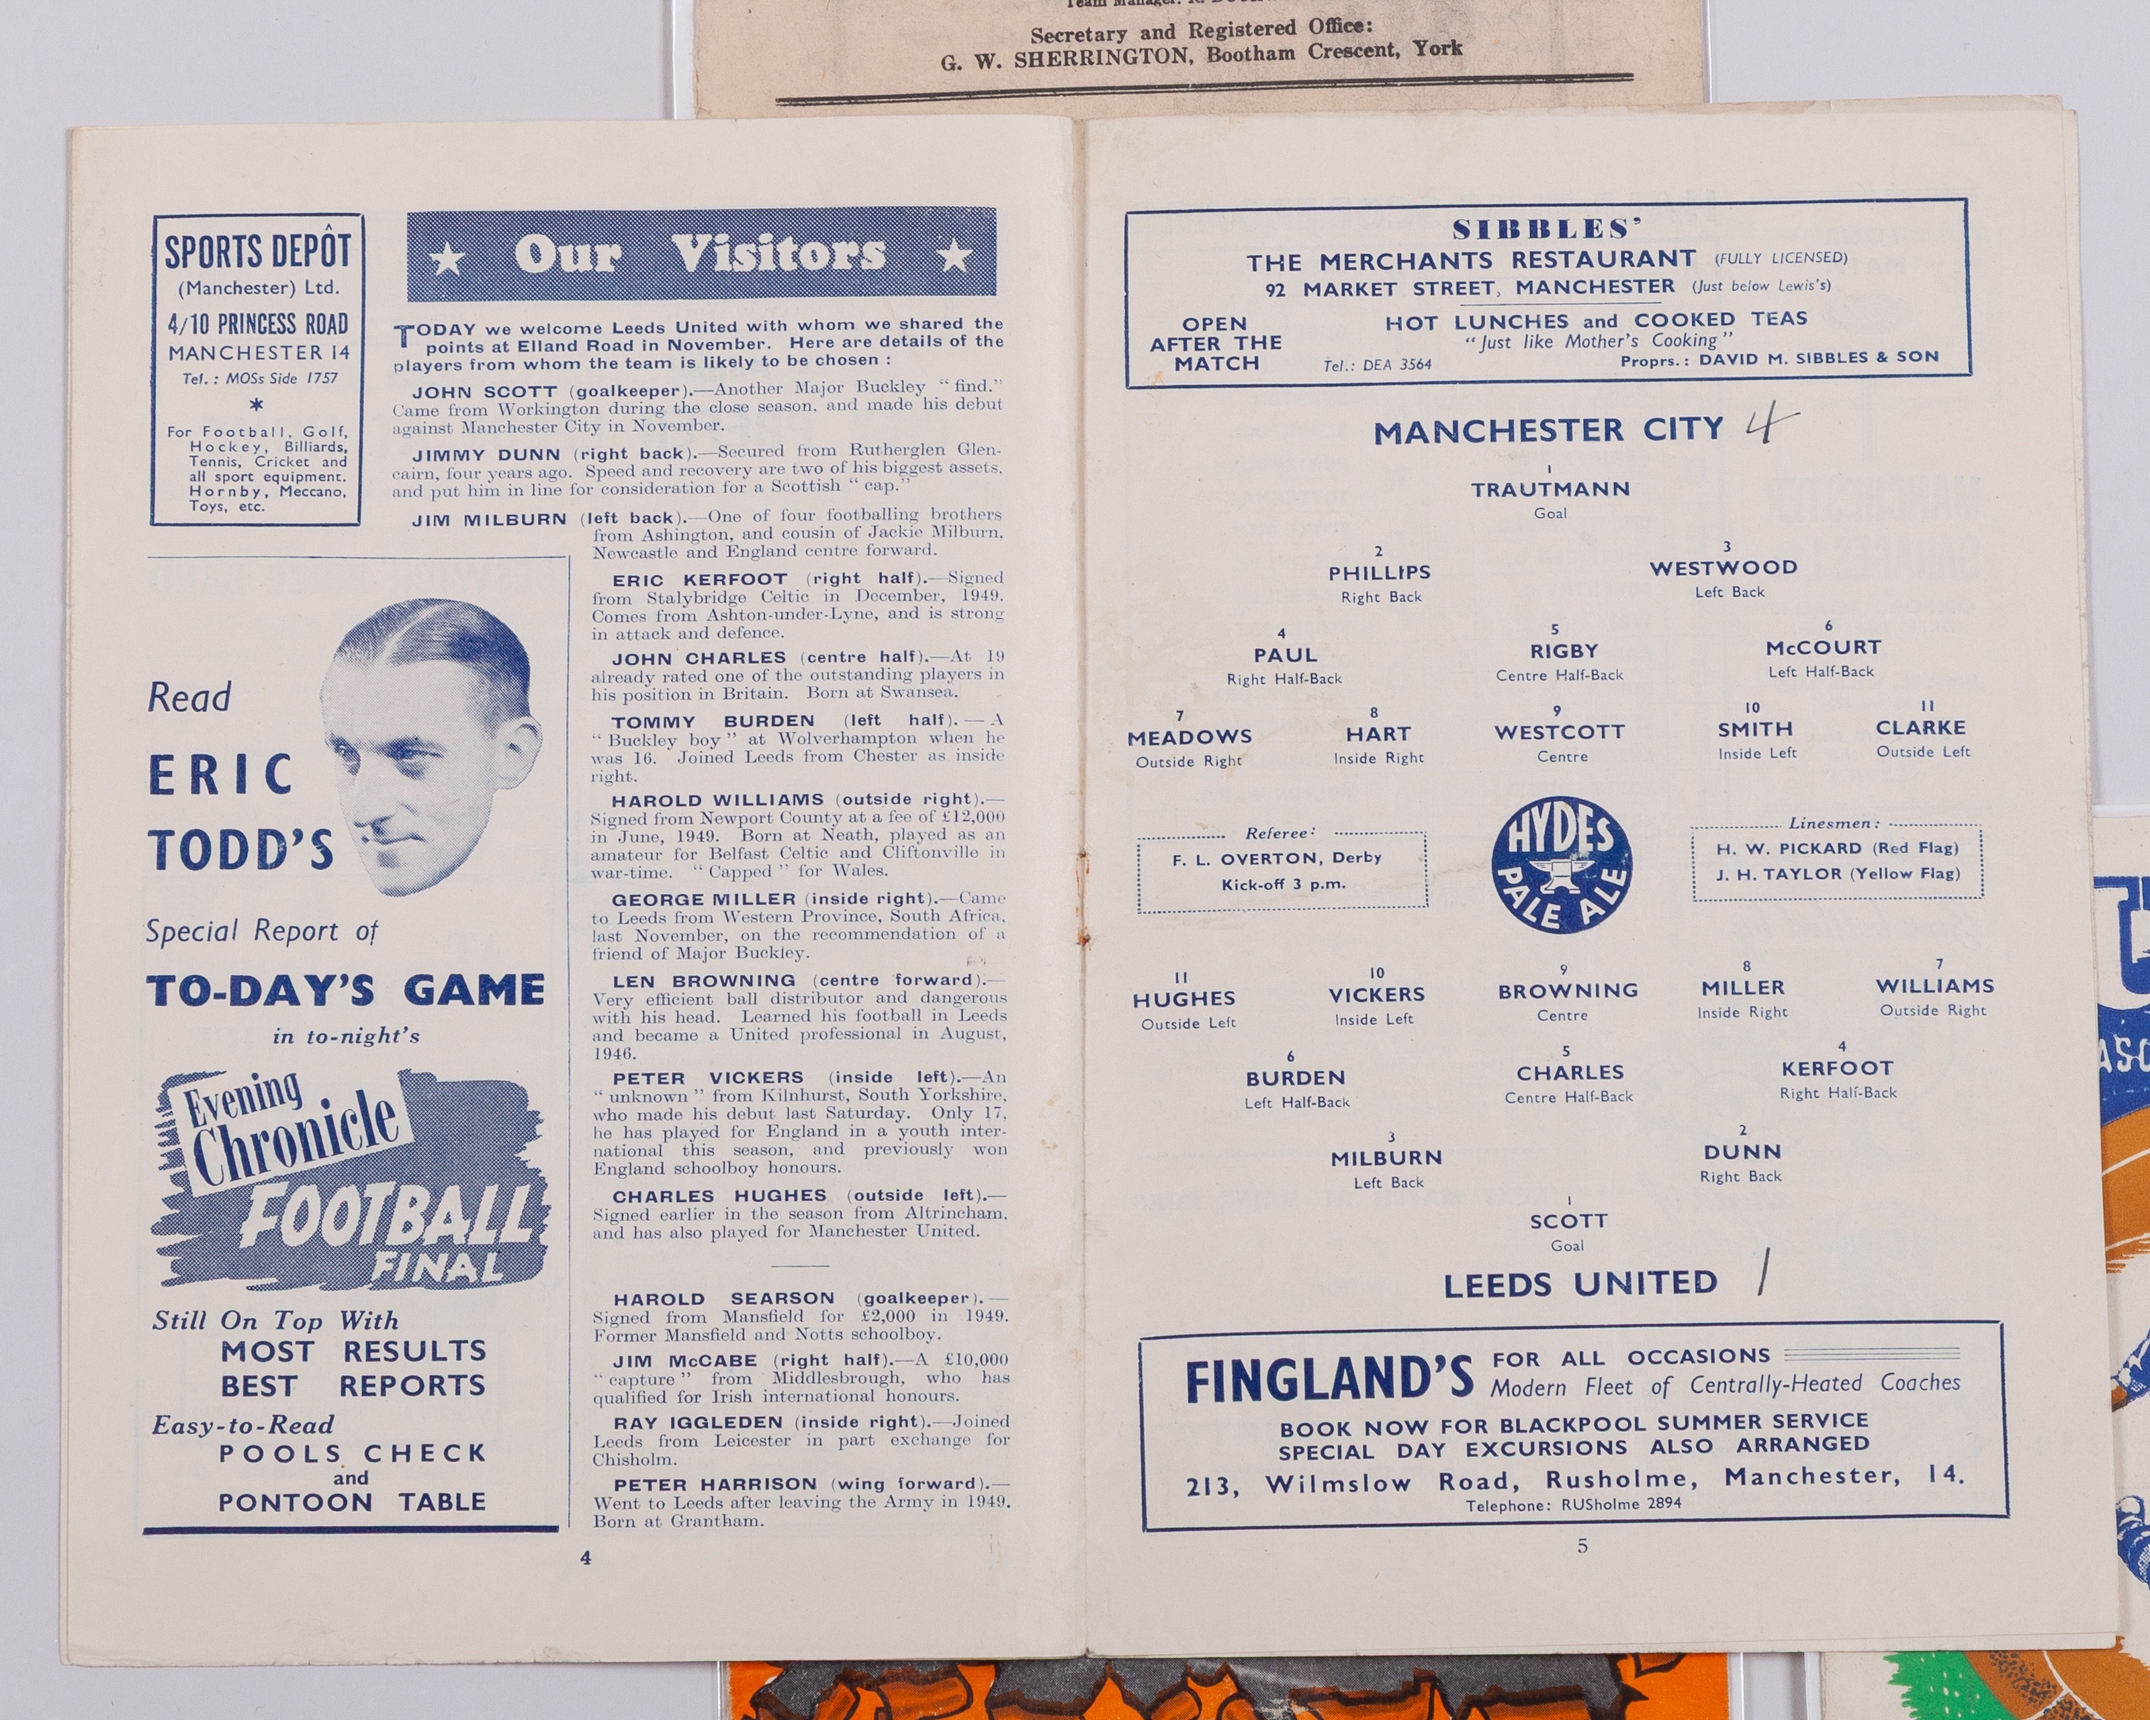 Secretary and Registered Office:
G. W. SHERRINGTON, Bootham Crescent, York
SPORTS DEPÔT
(Manchester) Ltd.
4/10 PRINCESS ROAD
MANCHESTER 14
Tel. : MOSs Side 1757
*
For Football, Golf,
Hockey, Billiards,
Tennis, Cricket and
all sport equipment.
Hornby, Meccano,
Toys, etc.
★ Our Visitors ★
TODAY we welcome Leeds United with whom we shared the
points at Elland Road in November. Here are details of the
players from whom the team is likely to be chosen :
JOHN SCOTT (goalkeeper).—Another Major Buckley “ find.”
Came from Workington during the close season, and made his debut
against Manchester City in November.
JIMMY DUNN (right back).—Secured from Rutherglen Glen-
cairn, four years ago. Speed and recovery are two of his biggest assets,
and put him in line for consideration for a Scottish “ cap.”
JIM MILBURN (left back).—One of four footballing brothers
from Ashington, and cousin of Jackie Milburn,
Newcastle and England centre forward.
ERIC KERFOOT (right half).—Signed
from Stalybridge Celtic in December, 1949.
Comes from Ashton-under-Lyne, and is strong
in attack and defence.
JOHN CHARLES (centre half).—At 19
already rated one of the outstanding players in
his position in Britain. Born at Swansea.
TOMMY BURDEN (left half). — A
“ Buckley boy ” at Wolverhampton when he
was 16. Joined Leeds from Chester as inside
right.
HAROLD WILLIAMS (outside right).—
Signed from Newport County at a fee of £12,000
in June, 1949. Born at Neath, played as an
amateur for Belfast Celtic and Cliftonville in
war-time. “ Capped ” for Wales.
GEORGE MILLER (inside right).—Came
to Leeds from Western Province, South Africa,
last November, on the recommendation of a
friend of Major Buckley.
LEN BROWNING (centre forward).—
Very efficient ball distributor and dangerous
with his head. Learned his football in Leeds
and became a United professional in August,
1946.
PETER VICKERS (inside left).—An
“ unknown ” from Kilnhurst, South Yorkshire,
who made his debut last Saturday. Only 17,
he has played for England in a youth inter-
national this season, and previously won
England schoolboy honours.
CHARLES HUGHES (outside left).—
Signed earlier in the season from Altrincham,
and has also played for Manchester United.
HAROLD SEARSON (goalkeeper). —
Signed from Mansfield for £2,000 in 1949.
Former Mansfield and Notts schoolboy.
JIM McCABE (right half).—A £10,000
“ capture ” from Middlesbrough, who has
qualified for Irish international honours.
RAY IGGLEDEN (inside right).—Joined
Leeds from Leicester in part exchange for
Chisholm.
PETER HARRISON (wing forward).—
Went to Leeds after leaving the Army in 1949.
Born at Grantham.
Read
ERIC
TODD'S
Special Report of
TO-DAY'S GAME
in to-night's
Evening
Chronicle
FOOTBALL
FINAL
Still On Top With
MOST RESULTS
BEST REPORTS
Easy-to-Read
POOLS CHECK
and
PONTOON TABLE
4
SIBBLES'
THE MERCHANTS RESTAURANT (FULLY LICENSED)
92 MARKET STREET, MANCHESTER (Just below Lewis's)
OPEN
AFTER THE
MATCH
HOT LUNCHES and COOKED TEAS
“Just like Mother's Cooking”
Tel.: DEA 3564 Proprs.: DAVID M. SIBBLES & SON
MANCHESTER CITY 4
1
TRAUTMANN
Goal
2 3
PHILLIPS WESTWOOD
Right Back Left Back
4 5 6
PAUL RIGBY McCOURT
Right Half-Back Centre Half-Back Left Half-Back
7 8 9 10 11
MEADOWS HART WESTCOTT SMITH CLARKE
Outside Right Inside Right Centre Inside Left Outside Left
Referee:
F. L. OVERTON, Derby
Kick-off 3 p.m.
HYDES
PALE ALE
Linesmen:
H. W. PICKARD (Red Flag)
J. H. TAYLOR (Yellow Flag)
11 10 9 8 7
HUGHES VICKERS BROWNING MILLER WILLIAMS
Outside Left Inside Left Centre Inside Right Outside Right
6 5 4
BURDEN CHARLES KERFOOT
Left Half-Back Centre Half-Back Right Half-Back
3 2
MILBURN DUNN
Left Back Right Back
1
SCOTT
Goal
LEEDS UNITED 1
FINGLAND'S FOR ALL OCCASIONS
Modern Fleet of Centrally-Heated Coaches
BOOK NOW FOR BLACKPOOL SUMMER SERVICE
SPECIAL DAY EXCURSIONS ALSO ARRANGED
213, Wilmslow Road, Rusholme, Manchester, 14.
Telephone: RUSholme 2894
5